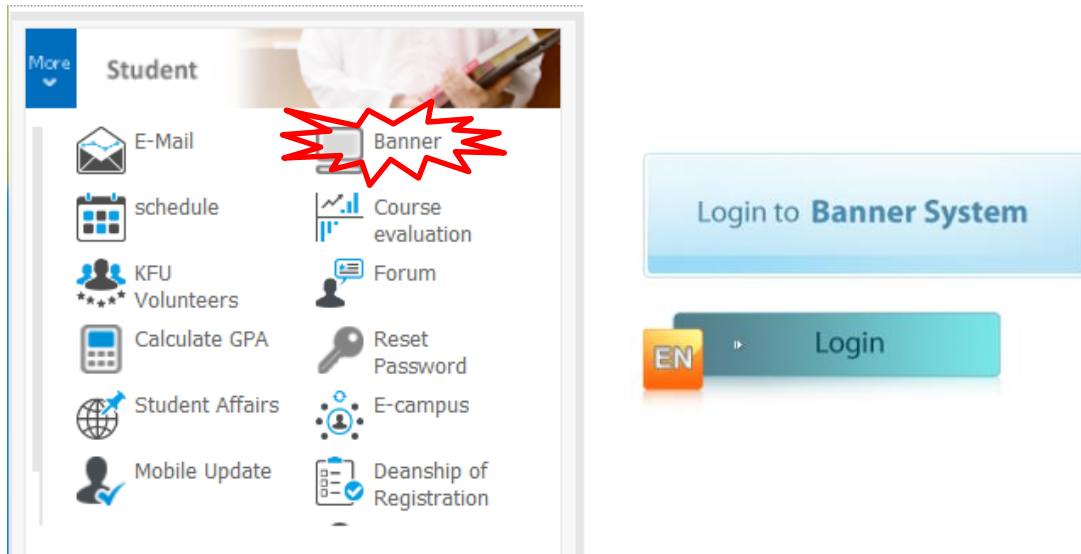 More
Student
E-Mail
Banner
schedule
Course
evaluation
KFU
Volunteers
Forum
Calculate GPA
Reset
Password
Student Affairs
E-campus
Mobile Update
Deanship of
Registration
Login to Banner System
EN
Login